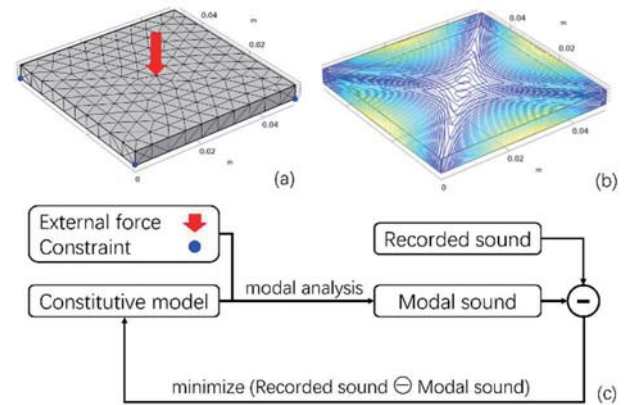 0.04
m
0.02
0.04
0.02
m
0
(a)
0.04
m
0.02
0.04
0.02
m
0
(b)
External force
Constraint
Recorded sound
Constitutive model
modal analysis
Modal sound
minimize (Recorded sound ⊖ Modal sound)
(c)